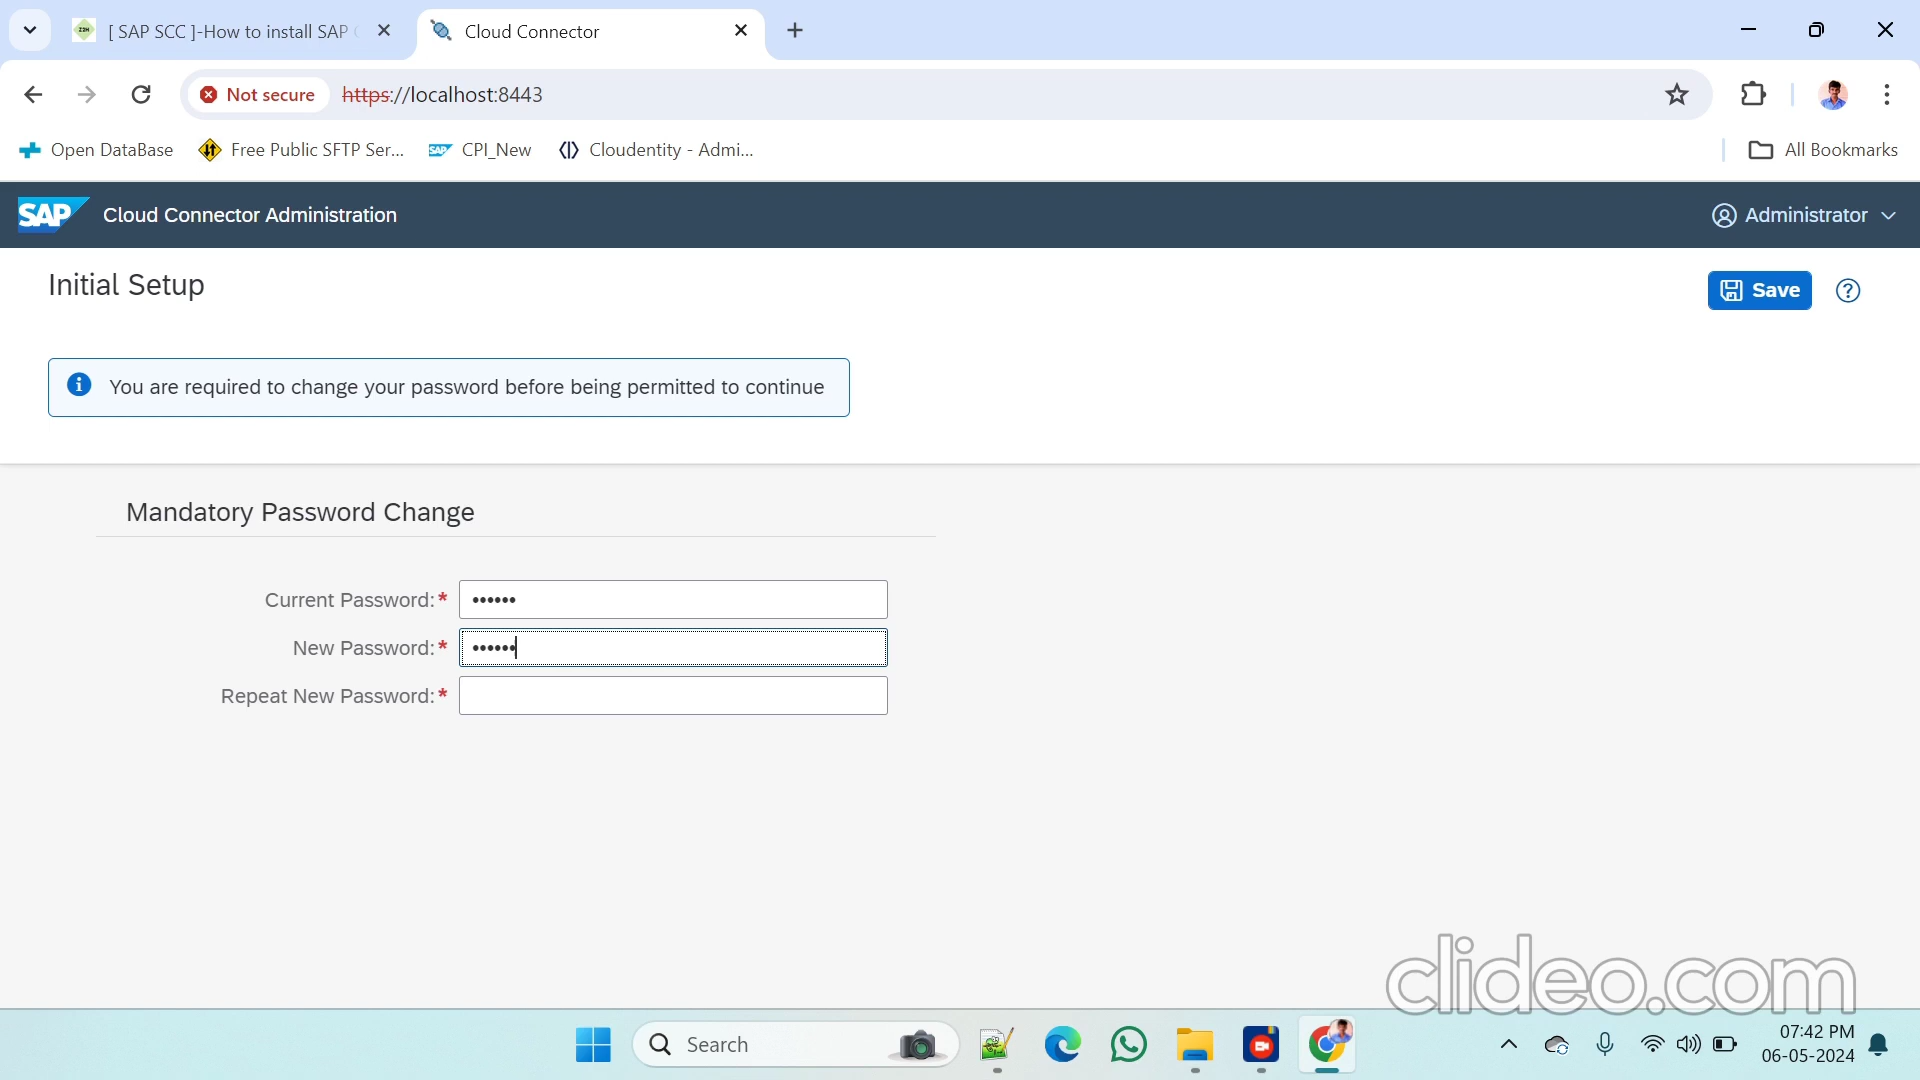 [ SAP SCC ]-How to install SAP
Cloud Connector
Not secure
https://localhost:8443
Open DataBase
Free Public SFTP Ser...
SAP
CPI_New
Cloudentity - Admi...
All Bookmarks
SAP
Cloud Connector Administration
Administrator
Initial Setup
Save
You are required to change your password before being permitted to continue
Mandatory Password Change
Current Password:*
New Password:*
Repeat New Password:*
clideo.com
Search
07:42 PM
06-05-2024